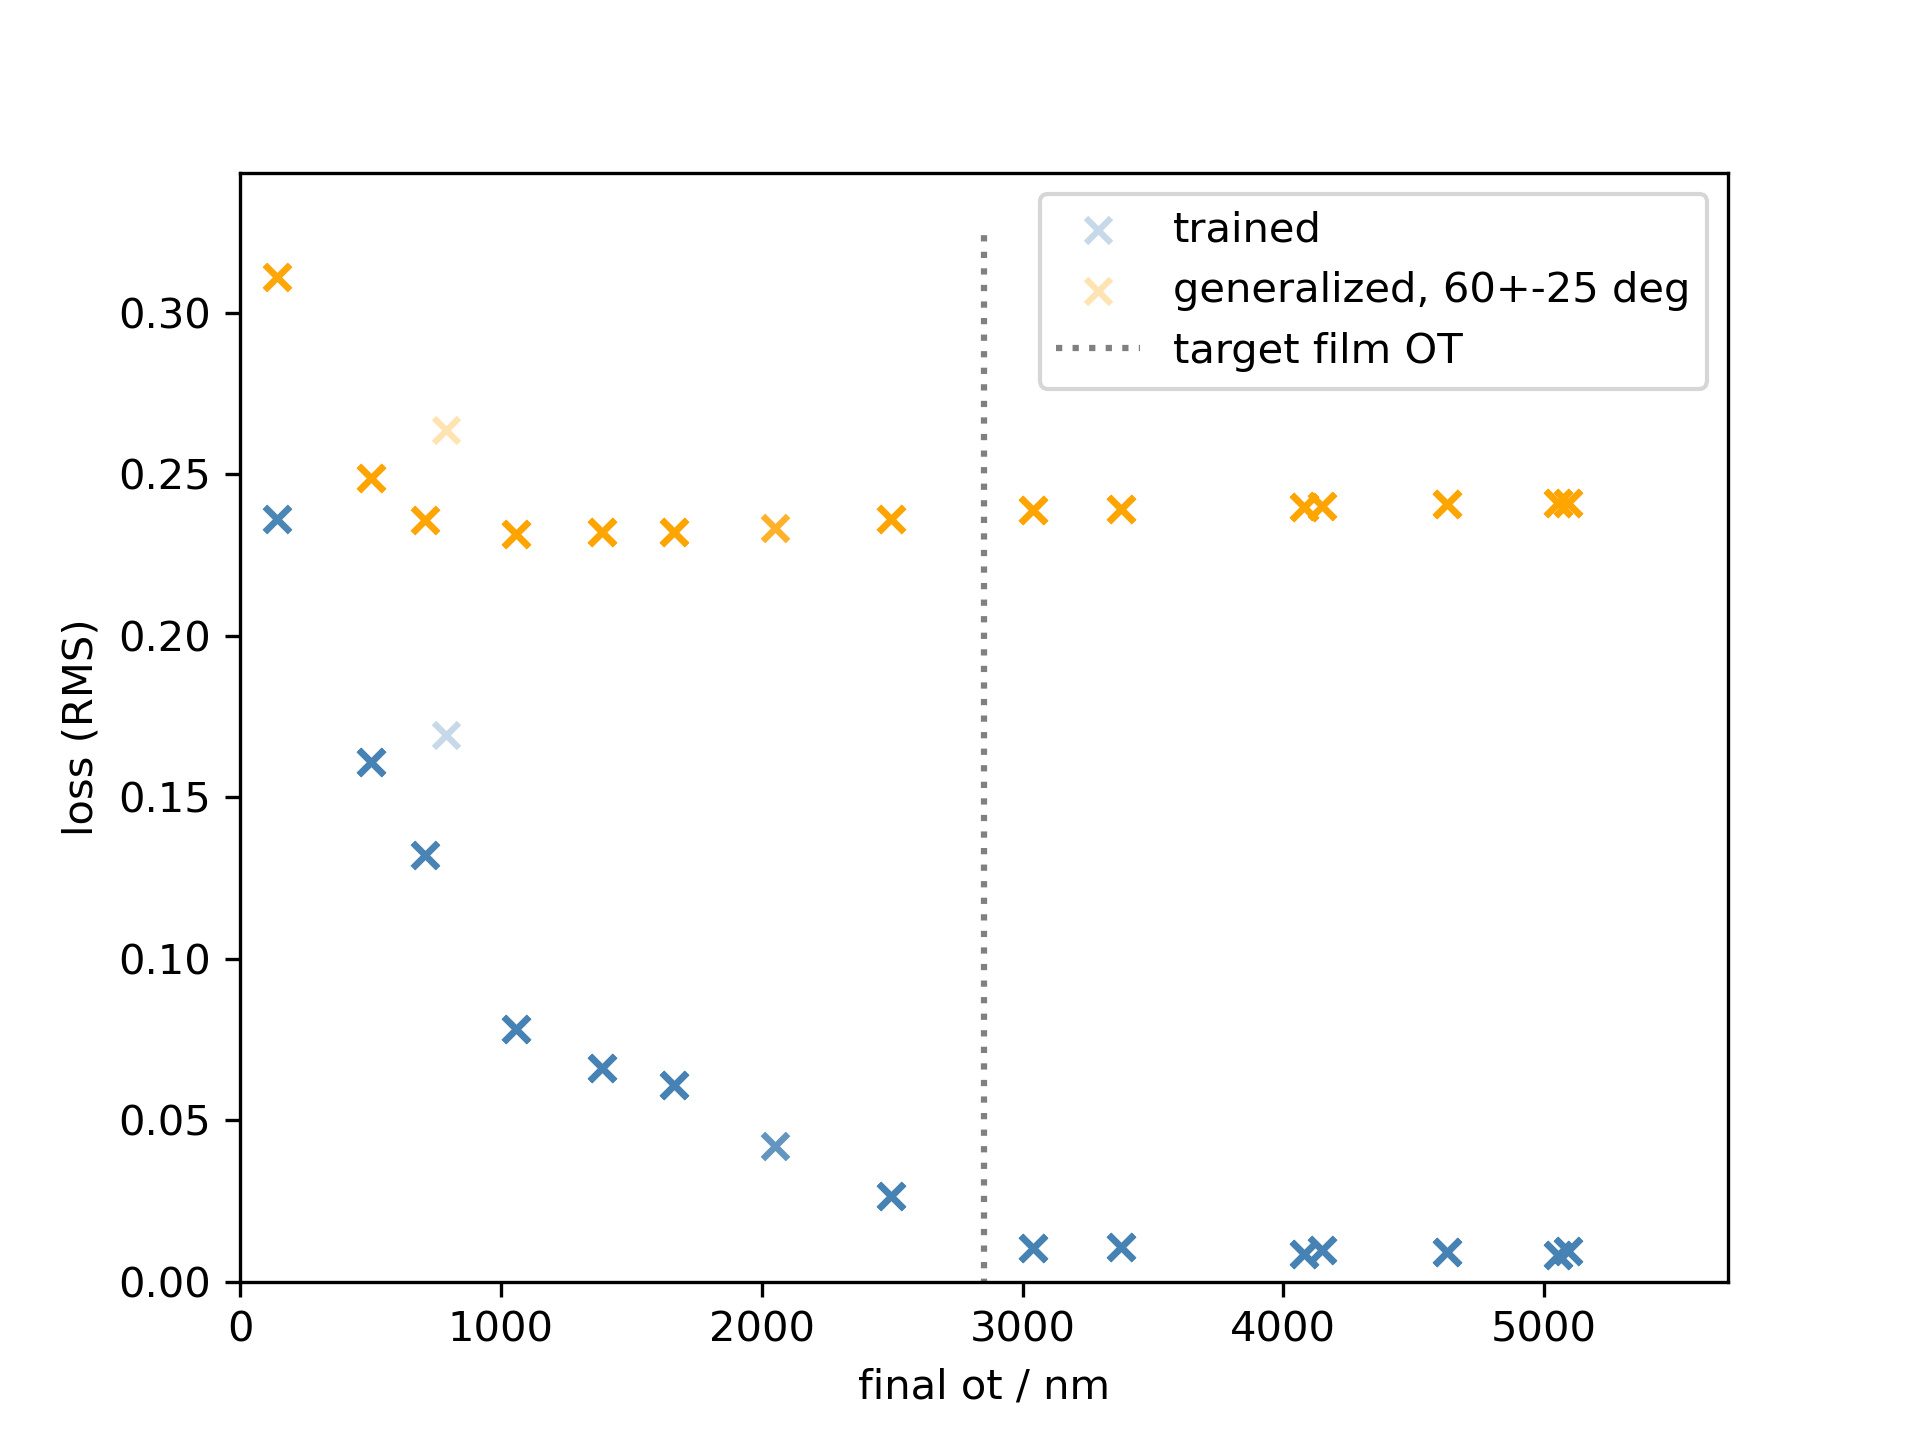 trained
generalized, 60+-25 deg
target film OT
0.30
0.25
0.20
0.15
0.10
0.05
0.00
loss (RMS)
0 1000 2000 3000 4000 5000
final ot / nm